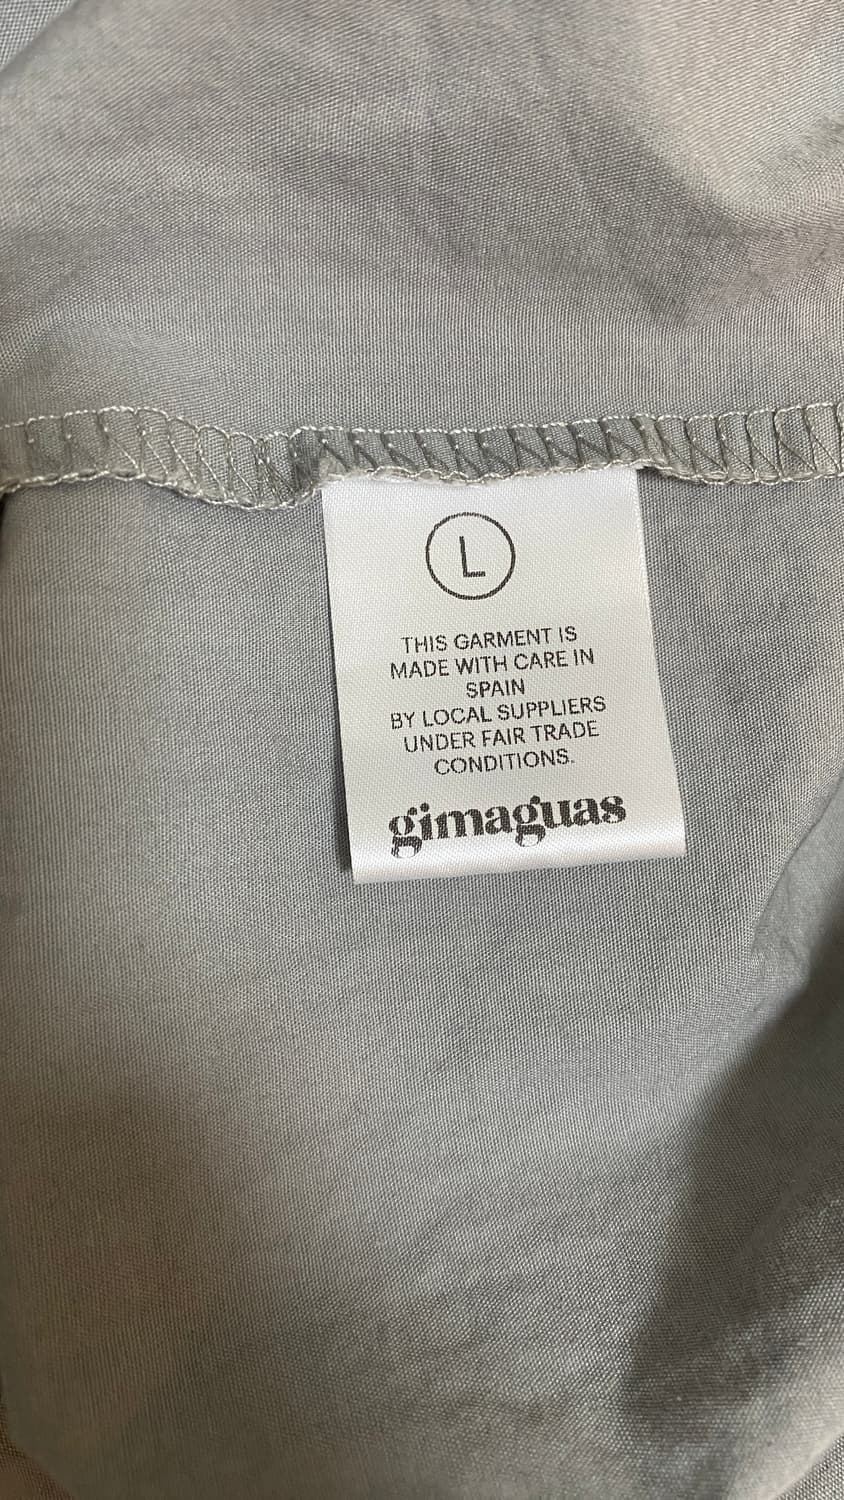 L
THIS GARMENT IS
MADE WITH CARE IN
SPAIN
BY LOCAL SUPPLIERS
UNDER FAIR TRADE
CONDITIONS.
gimaguas